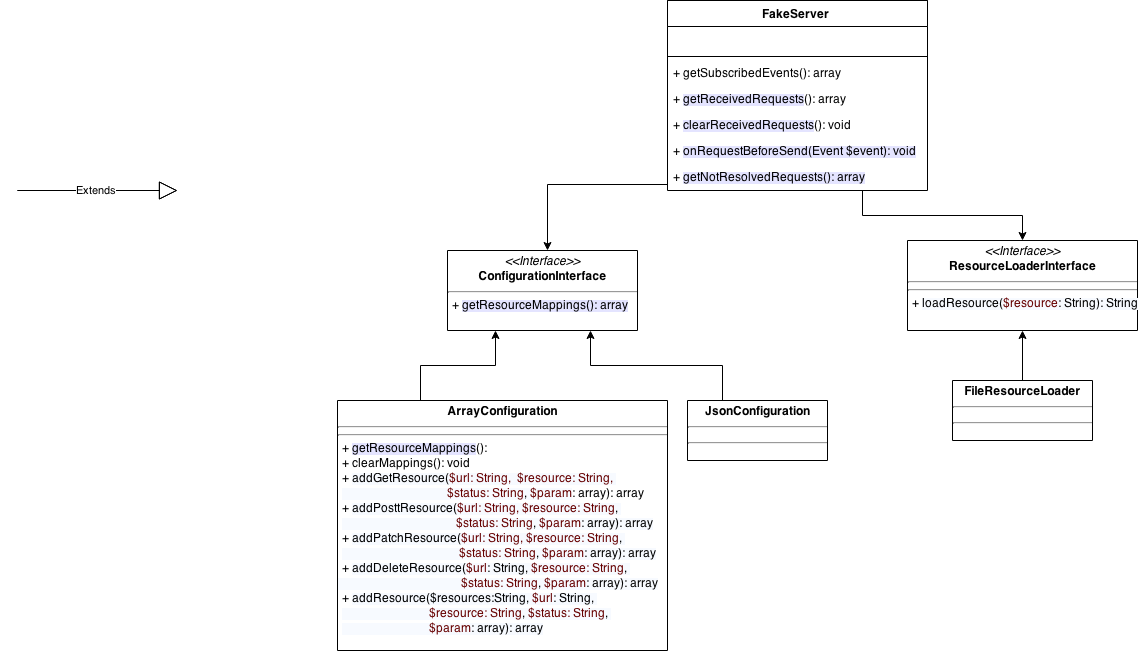 FakeServer
+ getSubscribedEvents(): array
+ getReceivedRequests(): array
+ clearReceivedRequests(): void
+ onRequestBeforeSend(Event $event): void
+ getNotResolvedRequests(): array
Extends
<<Interface>>
ConfigurationInterface
+ getResourceMappings(): array
<<Interface>>
ResourceLoaderInterface
+ loadResource($resource: String): String
FileResourceLoader
ArrayConfiguration
+ getResourceMappings():
+ clearMappings(): void
+ addGetResource($url: String,  $resource: String,
$status: String, $param: array): array
+ addPosttResource($url: String, $resource: String,
$status: String, $param: array): array
+ addPatchResource($url: String, $resource: String,
$status: String, $param: array): array
+ addDeleteResource($url: String, $resource: String,
$status: String, $param: array): array
+ addResource($resources:String, $url: String,
$resource: String, $status: String,
$param: array): array
JsonConfiguration